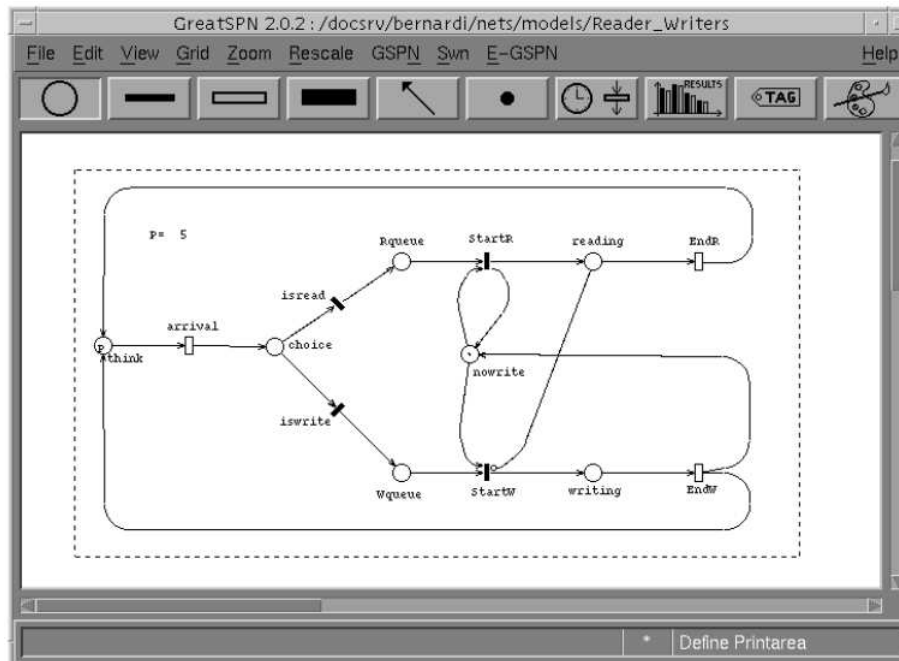 GreatSPN 2.0.2 : /docsrv/bernardi/nets/models/Reader_Writers
File Edit View Grid Zoom Rescale GSPN Swn E-GSPN Help
RESULTS
TAG
P= 5
Rqueue StartR reading EndR
isread
arrival
choice
P
think
nowrite
iswrite
Wqueue StartW writing EndW
* Define Printarea